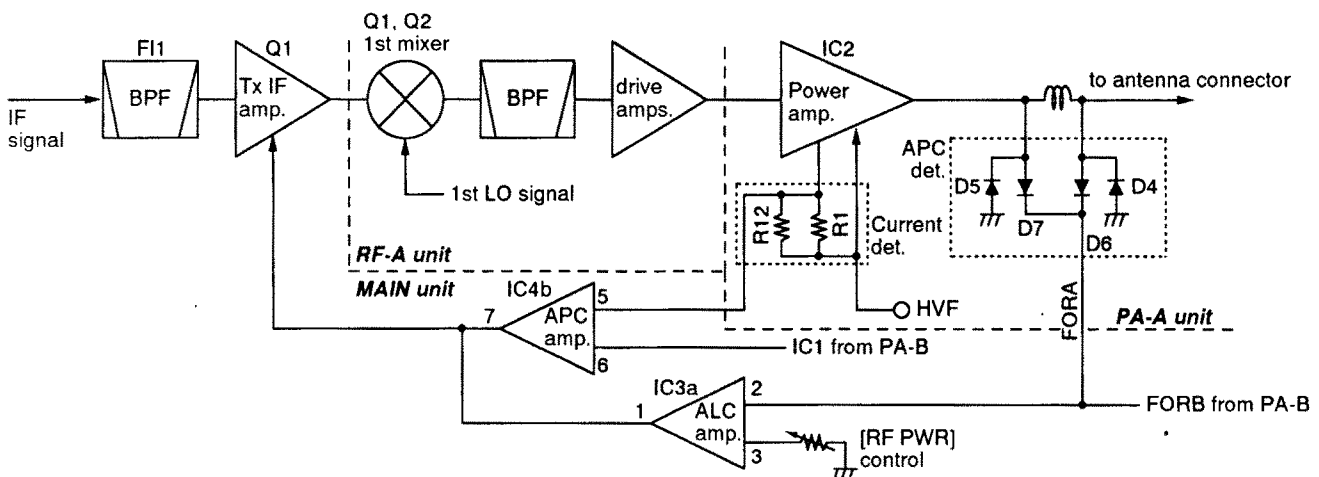 Q1, Q2
1st mixer
FI1
Q1
IC2
BPF
Tx IF
amp.
BPF
drive
amps.
Power
amp.
to antenna connector
IF
signal
1st LO signal
APC
det.
D5
D4
D7
D6
R12
R1
Current
det.
RF-A unit
MAIN unit
IC4b
7
5
APC
amp.
6
HVF
FORA
PA-A unit
IC1 from PA-B
IC3a
1
2
ALC
amp.
3
FORB from PA-B
[RF PWR]
control